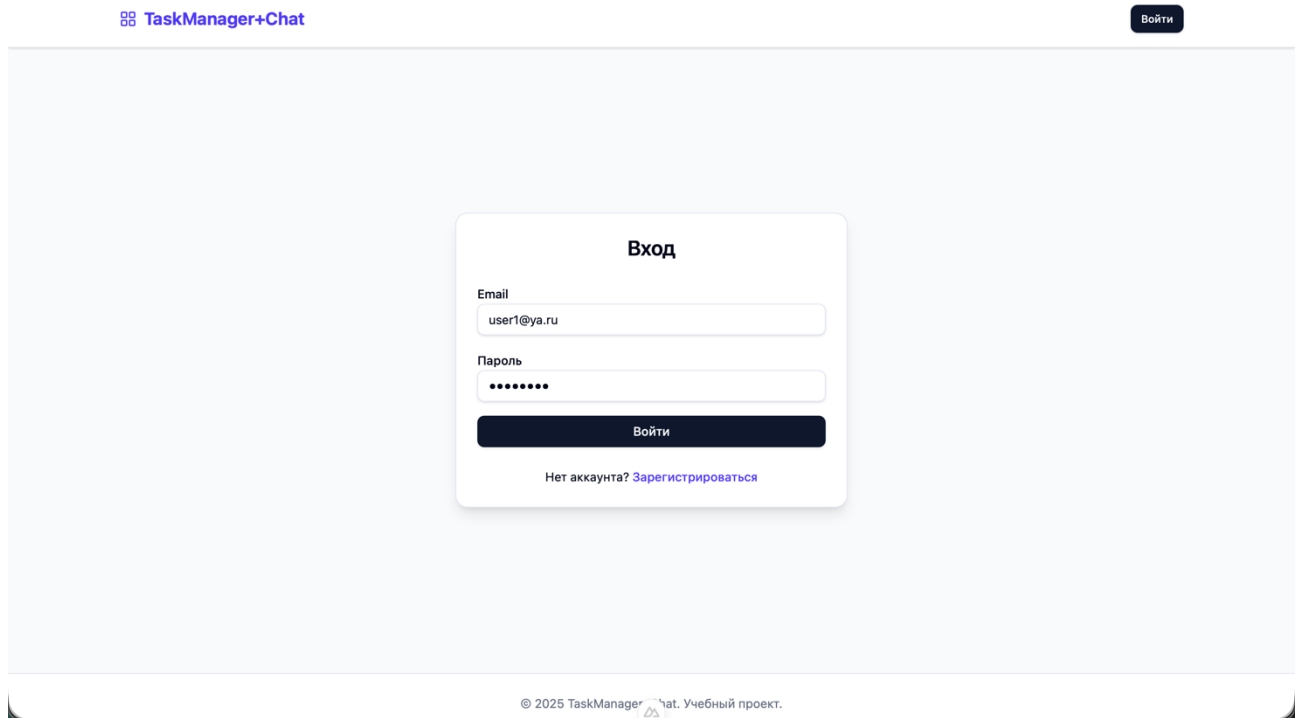 TaskManager+Chat
Войти
Вход
Email
user1@ya.ru
Пароль
Войти
Нет аккаунта? Зарегистрироваться
© 2025 TaskManager hat. Учебный проект.